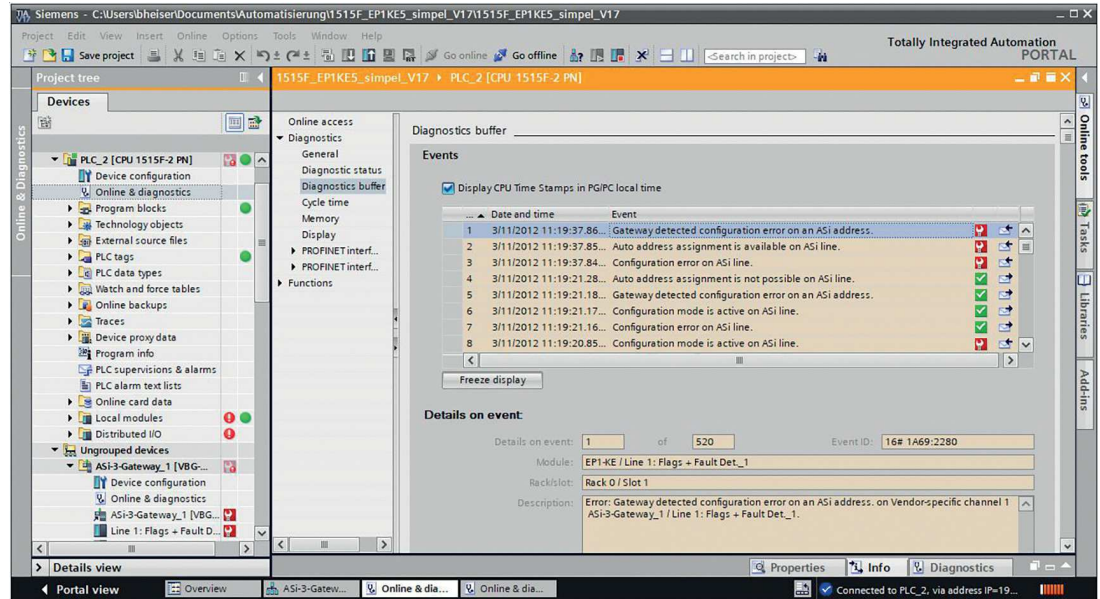 Siemens - C:\Users\bheiser\Documents\Automatisierung\1515F_EP1KE5_simpel_V17\1515F_EP1KE5_simpel_V17
Project Edit View Insert Online Options Tools Window Help
Save project Go online Go offline <Search in project>
Totally Integrated Automation
PORTAL
Project tree
1515F_EP1KE5_simpel_V17 ▸ PLC_2 [CPU 1515F-2 PN]
Devices
Online & Diagnostics
PLC_2 [CPU 1515F-2 PN]
Device configuration
Online & diagnostics
Program blocks
Technology objects
External source files
PLC tags
PLC data types
Watch and force tables
Online backups
Traces
Device proxy data
Program info
PLC supervisions & alarms
PLC alarm text lists
Online card data
Local modules
Distributed I/O
Ungrouped devices
ASi-3-Gateway_1 [VBG-...
Device configuration
Online & diagnostics
ASi-3-Gateway_1 [VBG...
Line 1: Flags + Fault D...
Details view
Online access
Diagnostics
General
Diagnostic status
Diagnostics buffer
Cycle time
Memory
Display
PROFINET interf...
PROFINET interf...
Functions
Diagnostics buffer
Events
Display CPU Time Stamps in PG/PC local time
... Date and time Event
1 3/11/2012 11:19:37.86... Gateway detected configuration error on an ASi address.
2 3/11/2012 11:19:37.85... Auto address assignment is available on ASi line.
3 3/11/2012 11:19:37.84... Configuration error on ASi line.
4 3/11/2012 11:19:21.28... Auto address assignment is not possible on ASi line.
5 3/11/2012 11:19:21.18... Gateway detected configuration error on an ASi address.
6 3/11/2012 11:19:21.17... Configuration mode is active on ASi line.
7 3/11/2012 11:19:21.16... Configuration error on ASi line.
8 3/11/2012 11:19:20.85... Configuration mode is active on ASi line.
Freeze display
Details on event:
Details on event: 1 of 520 Event ID: 16# 1A69:2280
Module: EP1-KE / Line 1: Flags + Fault Det._1
Rack/slot: Rack 0 / Slot 1
Description: Error: Gateway detected configuration error on an ASi address. on Vendor-specific channel 1
ASi-3-Gateway_1 / Line 1: Flags + Fault Det._1.
Online tools
Tasks
Libraries
Add-ins
Properties Info Diagnostics
Portal view Overview ASi-3-Gatew... Online & dia... Online & dia... Connected to PLC_2, via address IP=19...